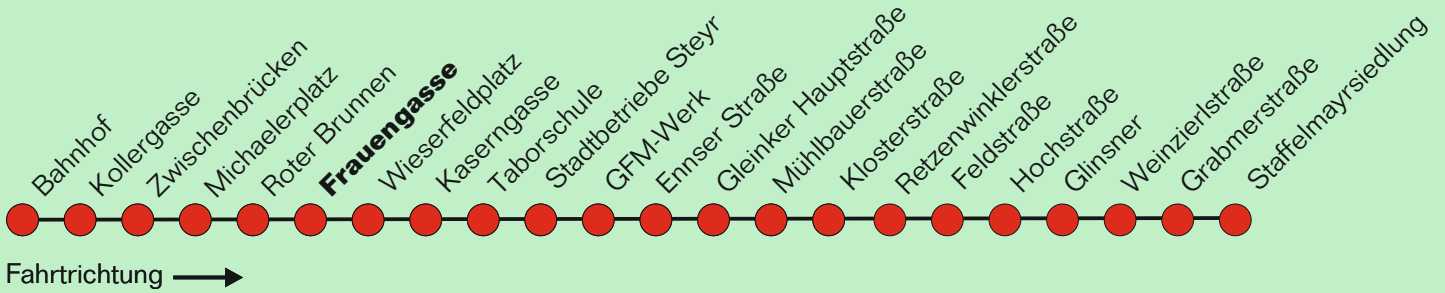 Bahnhof
Kollergasse
Zwischenbrücken
Michaelerplatz
Roter Brunnen
Frauengasse
Wieserfeldplatz
Kaserngasse
Taborschule
Stadtbetriebe Steyr
GFM-Werk
Ennser Straße
Gleinker Hauptstraße
Mühlbauerstraße
Klosterstraße
Retzenwinklerstraße
Feldstraße
Hochstraße
Glinsner
Weinzierlstraße
Grabmerstraße
Staffelmayrsiedlung
Fahrtrichtung